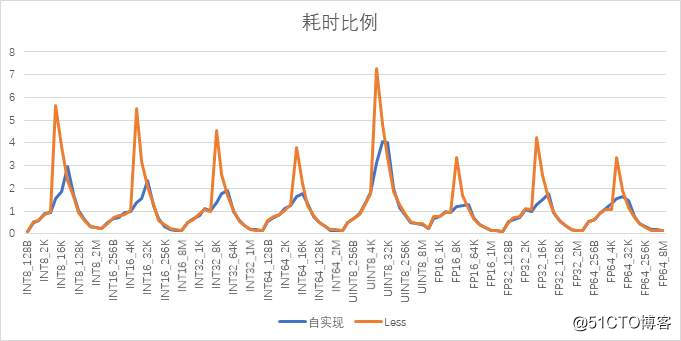 耗时比例
8
7
6
5
4
3
2
1
0
INT8_128B
INT8_2K
INT8_16K
INT8_128K
INT8_2M
INT16_256B
INT16_4K
INT16_32K
INT16_256K
INT16_8M
INT32_1K
INT32_8K
INT32_64K
INT32_1M
INT64_128B
INT64_2K
INT64_16K
INT64_128K
INT64_2M
UINT8_256B
UINT8_4K
UINT8_32K
UINT8_256K
UINT8_8M
FP16_1K
FP16_8K
FP16_64K
FP16_1M
FP32_128B
FP32_2K
FP32_16K
FP32_128K
FP32_2M
FP64_256B
FP64_4K
FP64_32K
FP64_256K
FP64_8M
自实现 Less
@51CTO博客